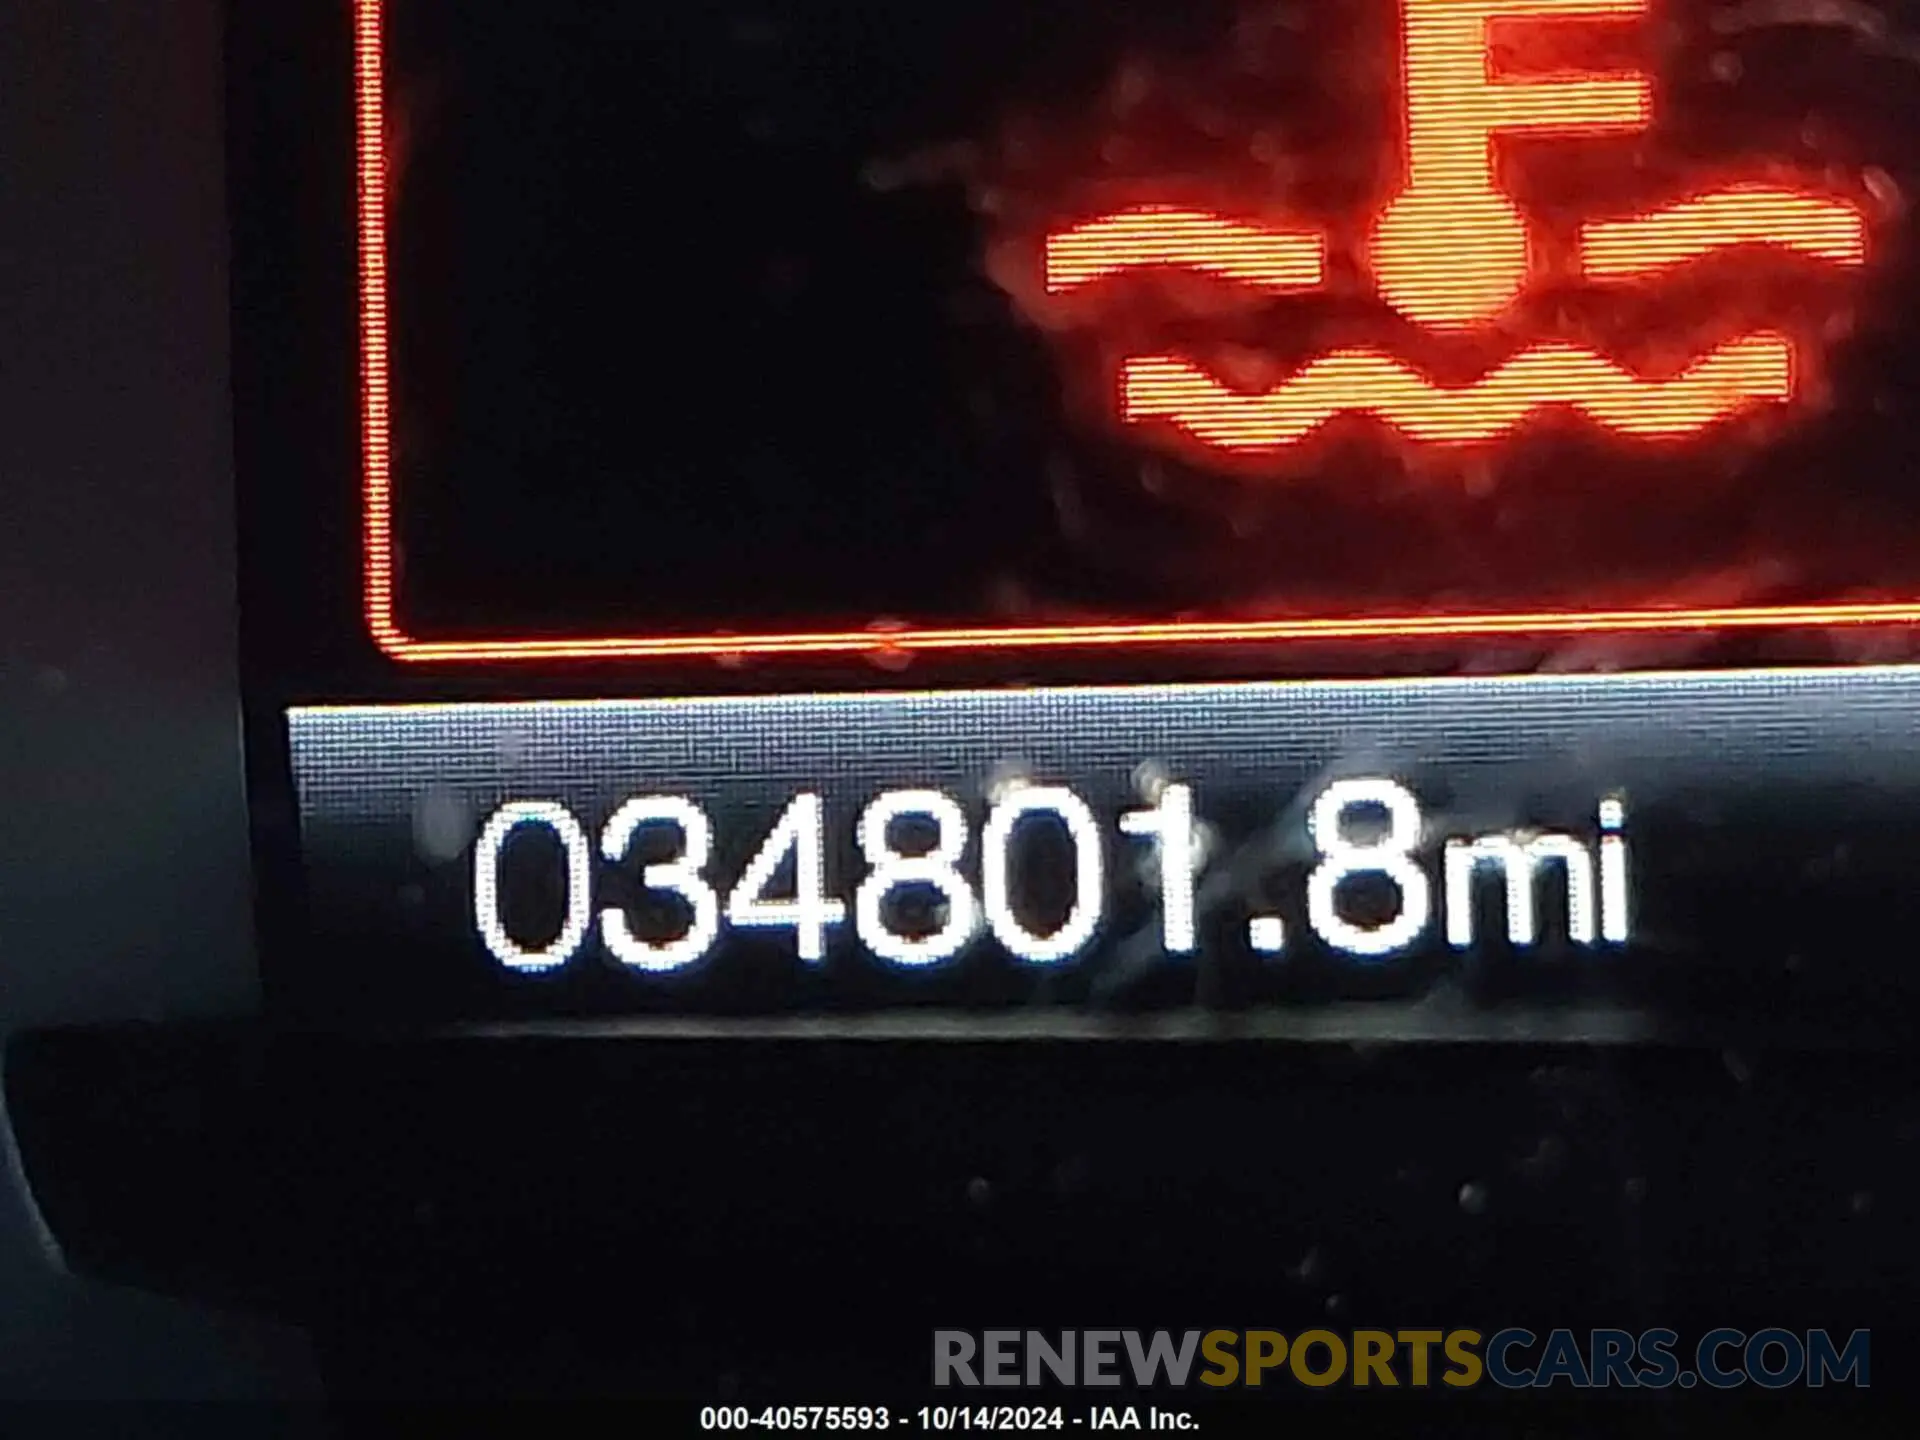 034801.8mi
RENEWSPORTSCARS.COM
000-40575593 - 10/14/2024 - IAA Inc.